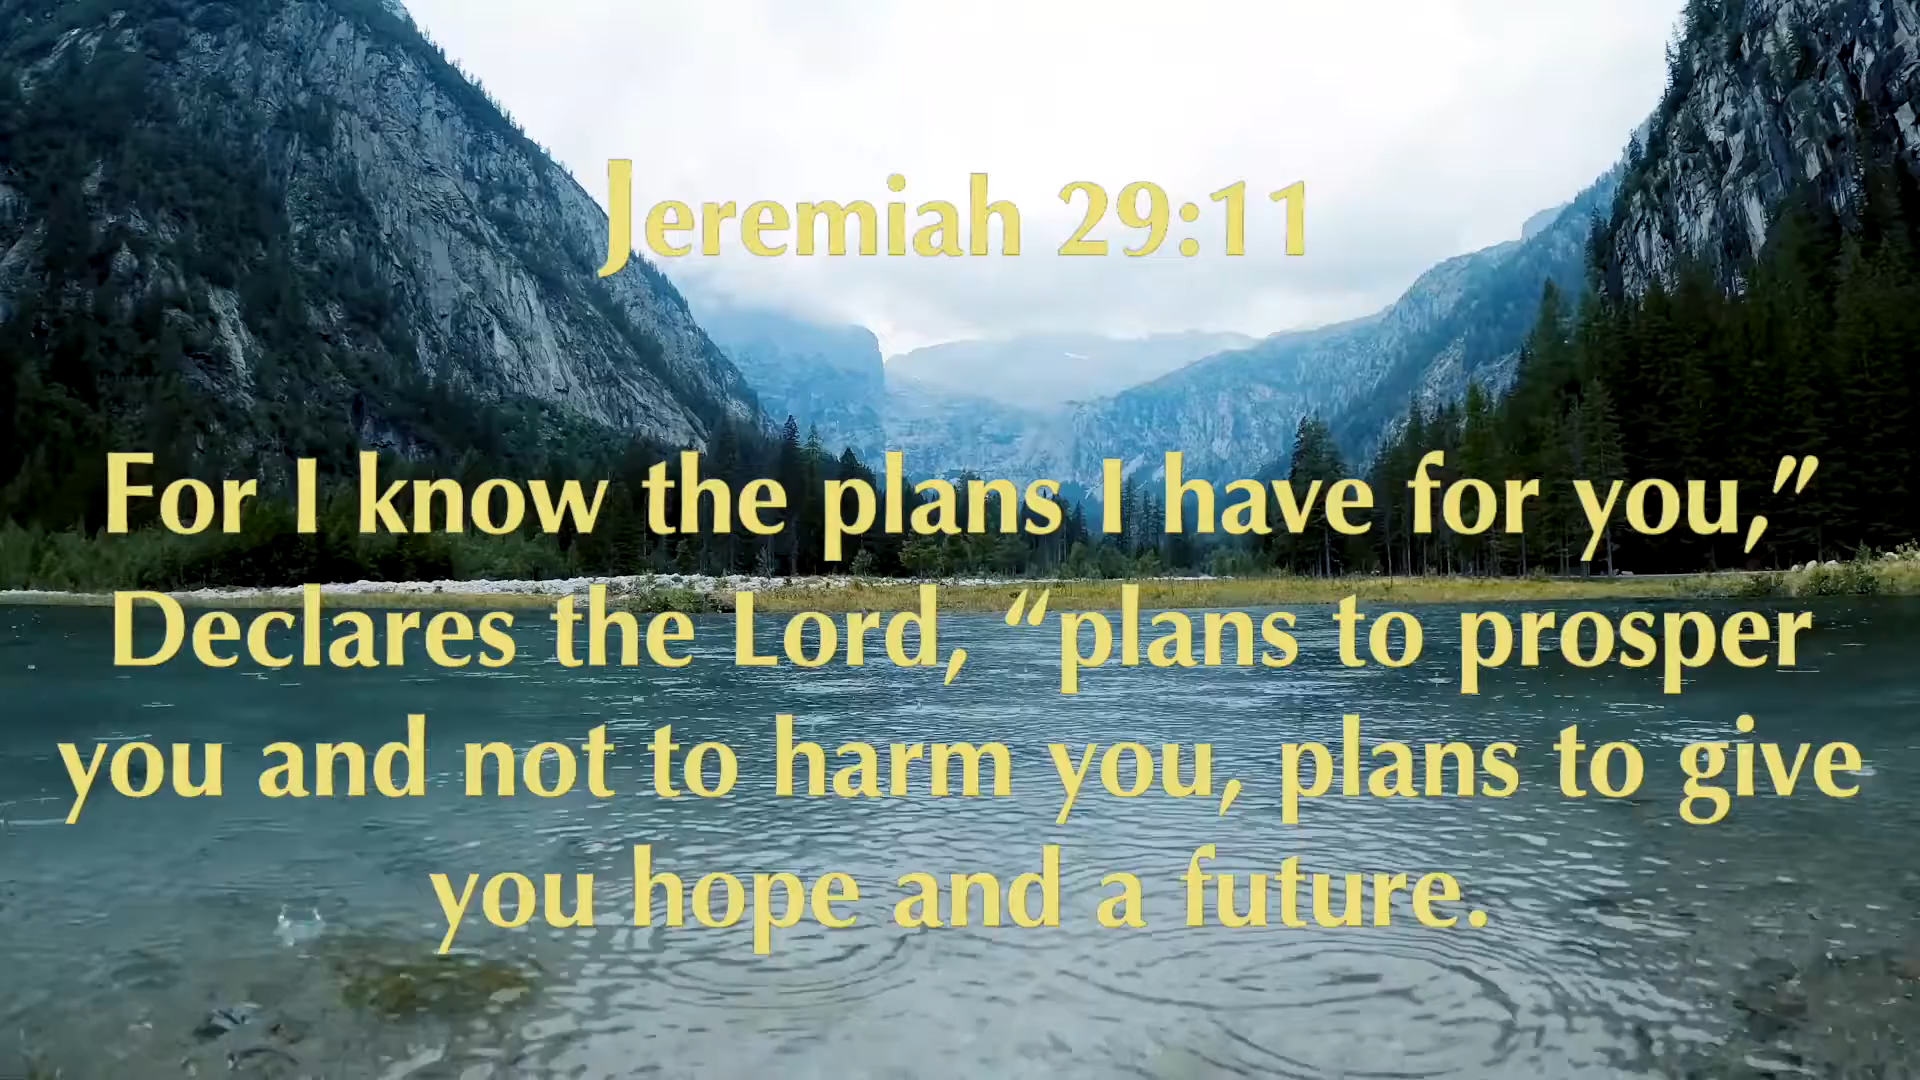 Jeremiah 29:11
For I know the plans I have for you,”
Declares the Lord, “plans to prosper
you and not to harm you, plans to give
you hope and a future.